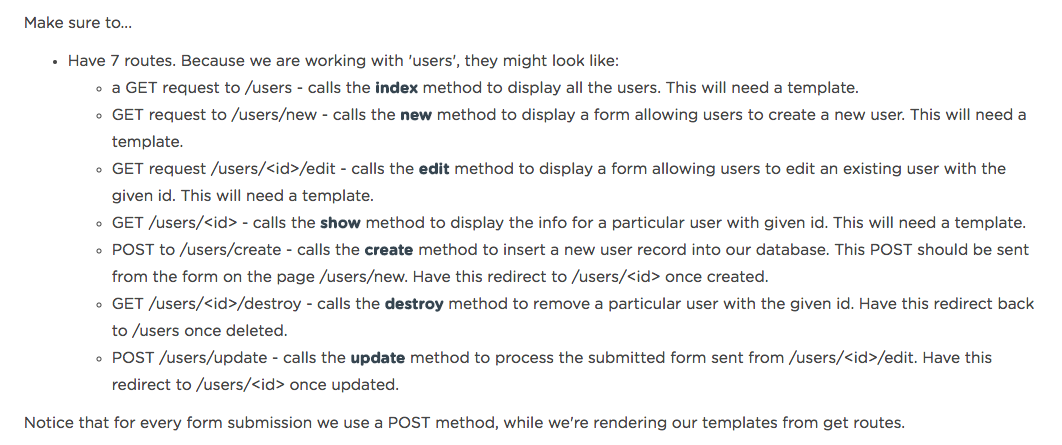 Make sure to...
• Have 7 routes. Because we are working with 'users', they might look like:
◦ a GET request to /users - calls the index method to display all the users. This will need a template.
◦ GET request to /users/new - calls the new method to display a form allowing users to create a new user. This will need a
template.
◦ GET request /users/<id>/edit - calls the edit method to display a form allowing users to edit an existing user with the
given id. This will need a template.
◦ GET /users/<id> - calls the show method to display the info for a particular user with given id. This will need a template.
◦ POST to /users/create - calls the create method to insert a new user record into our database. This POST should be sent
from the form on the page /users/new. Have this redirect to /users/<id> once created.
◦ GET /users/<id>/destroy - calls the destroy method to remove a particular user with the given id. Have this redirect back
to /users once deleted.
◦ POST /users/update - calls the update method to process the submitted form sent from /users/<id>/edit. Have this
redirect to /users/<id> once updated.
Notice that for every form submission we use a POST method, while we're rendering our templates from get routes.